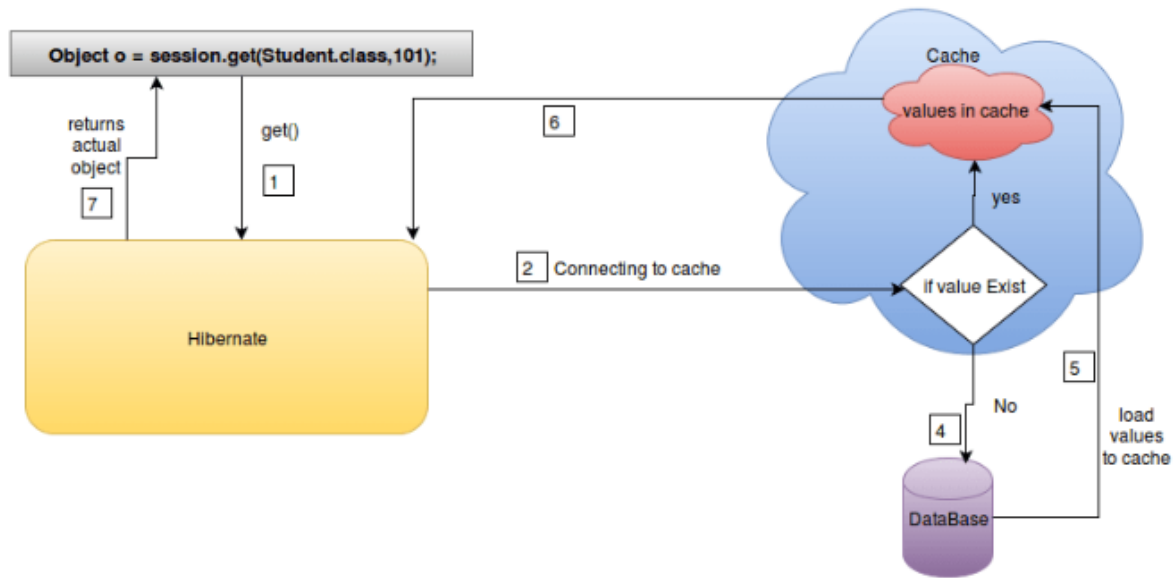 Object o = session.get(Student.class,101);
returns
actual
object
7
get()
1
6
Cache
values in cache
yes
2 Connecting to cache
if value Exist
Hibernate
No
4
5
load
values
to cache
DataBase